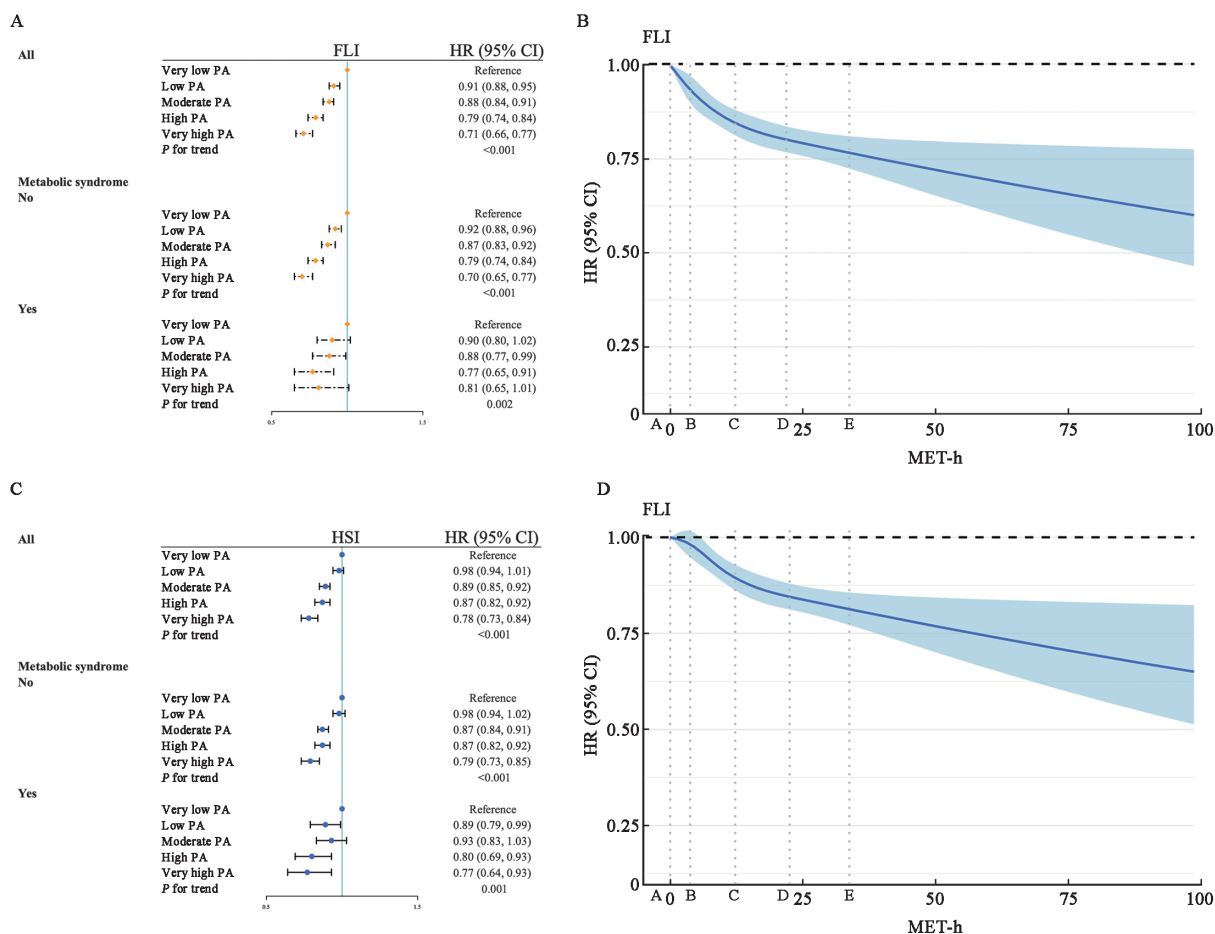 A
All FLI HR (95% CI)
Very low PA Reference
Low PA 0.91 (0.88, 0.95)
Moderate PA 0.88 (0.84, 0.91)
High PA 0.79 (0.74, 0.84)
Very high PA 0.71 (0.66, 0.77)
P for trend <0.001
Metabolic syndrome
No
Very low PA Reference
Low PA 0.92 (0.88, 0.96)
Moderate PA 0.87 (0.83, 0.92)
High PA 0.79 (0.74, 0.84)
Very high PA 0.70 (0.65, 0.77)
P for trend <0.001
Yes
Very low PA Reference
Low PA 0.90 (0.80, 1.02)
Moderate PA 0.88 (0.77, 0.99)
High PA 0.77 (0.65, 0.91)
Very high PA 0.81 (0.65, 1.01)
P for trend 0.002
0.5 1.5
B
FLI
HR (95% CI)
1.00
0.75
0.50
0.25
0
A 0 B C D 25 E 50 75 100
MET-h
C
All HSI HR (95% CI)
Very low PA Reference
Low PA 0.98 (0.94, 1.01)
Moderate PA 0.89 (0.85, 0.92)
High PA 0.87 (0.82, 0.92)
Very high PA 0.78 (0.73, 0.84)
P for trend <0.001
Metabolic syndrome
No
Very low PA Reference
Low PA 0.98 (0.94, 1.02)
Moderate PA 0.87 (0.84, 0.91)
High PA 0.87 (0.82, 0.92)
Very high PA 0.79 (0.73, 0.85)
P for trend <0.001
Yes
Very low PA Reference
Low PA 0.89 (0.79, 0.99)
Moderate PA 0.93 (0.83, 1.03)
High PA 0.80 (0.69, 0.93)
Very high PA 0.77 (0.64, 0.93)
P for trend 0.001
0.5 1.5
D
FLI
HR (95% CI)
1.00
0.75
0.50
0.25
0
A 0 B C D 25 E 50 75 100
MET-h